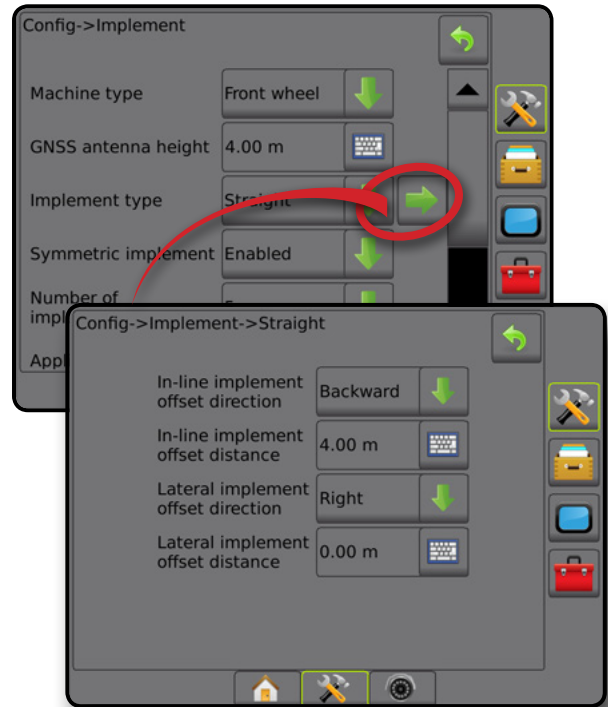 Config->Implement
Machine type Front wheel
GNSS antenna height 4.00 m
Implement type Straight
Symmetric implement Enabled
Number of
Config->Implement->Straight
In-line implement
offset direction Backward
In-line implement
offset distance 4.00 m
Lateral implement
offset direction Right
Lateral implement
offset distance 0.00 m